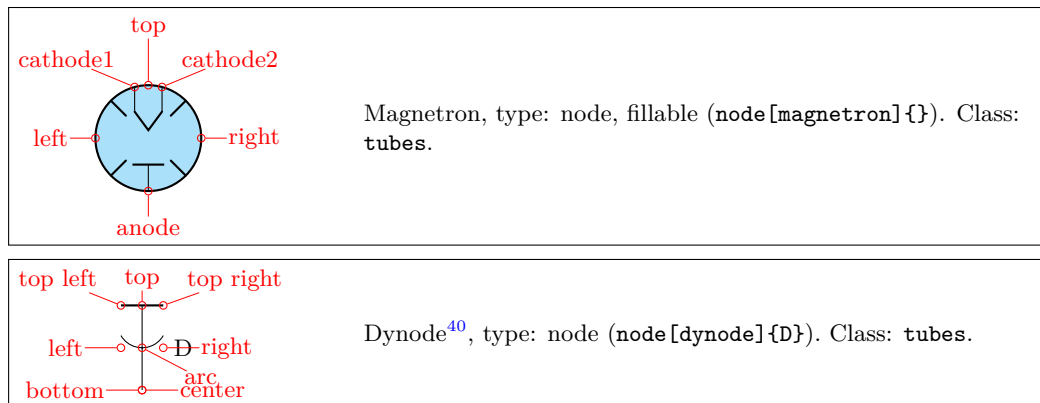 top
cathode1 cathode2
left right
anode
Magnetron, type: node, fillable (node[magnetron]{}). Class:
tubes.
top left top top right
left D right
arc
bottom center
Dynode40, type: node (node[dynode]{D}). Class: tubes.